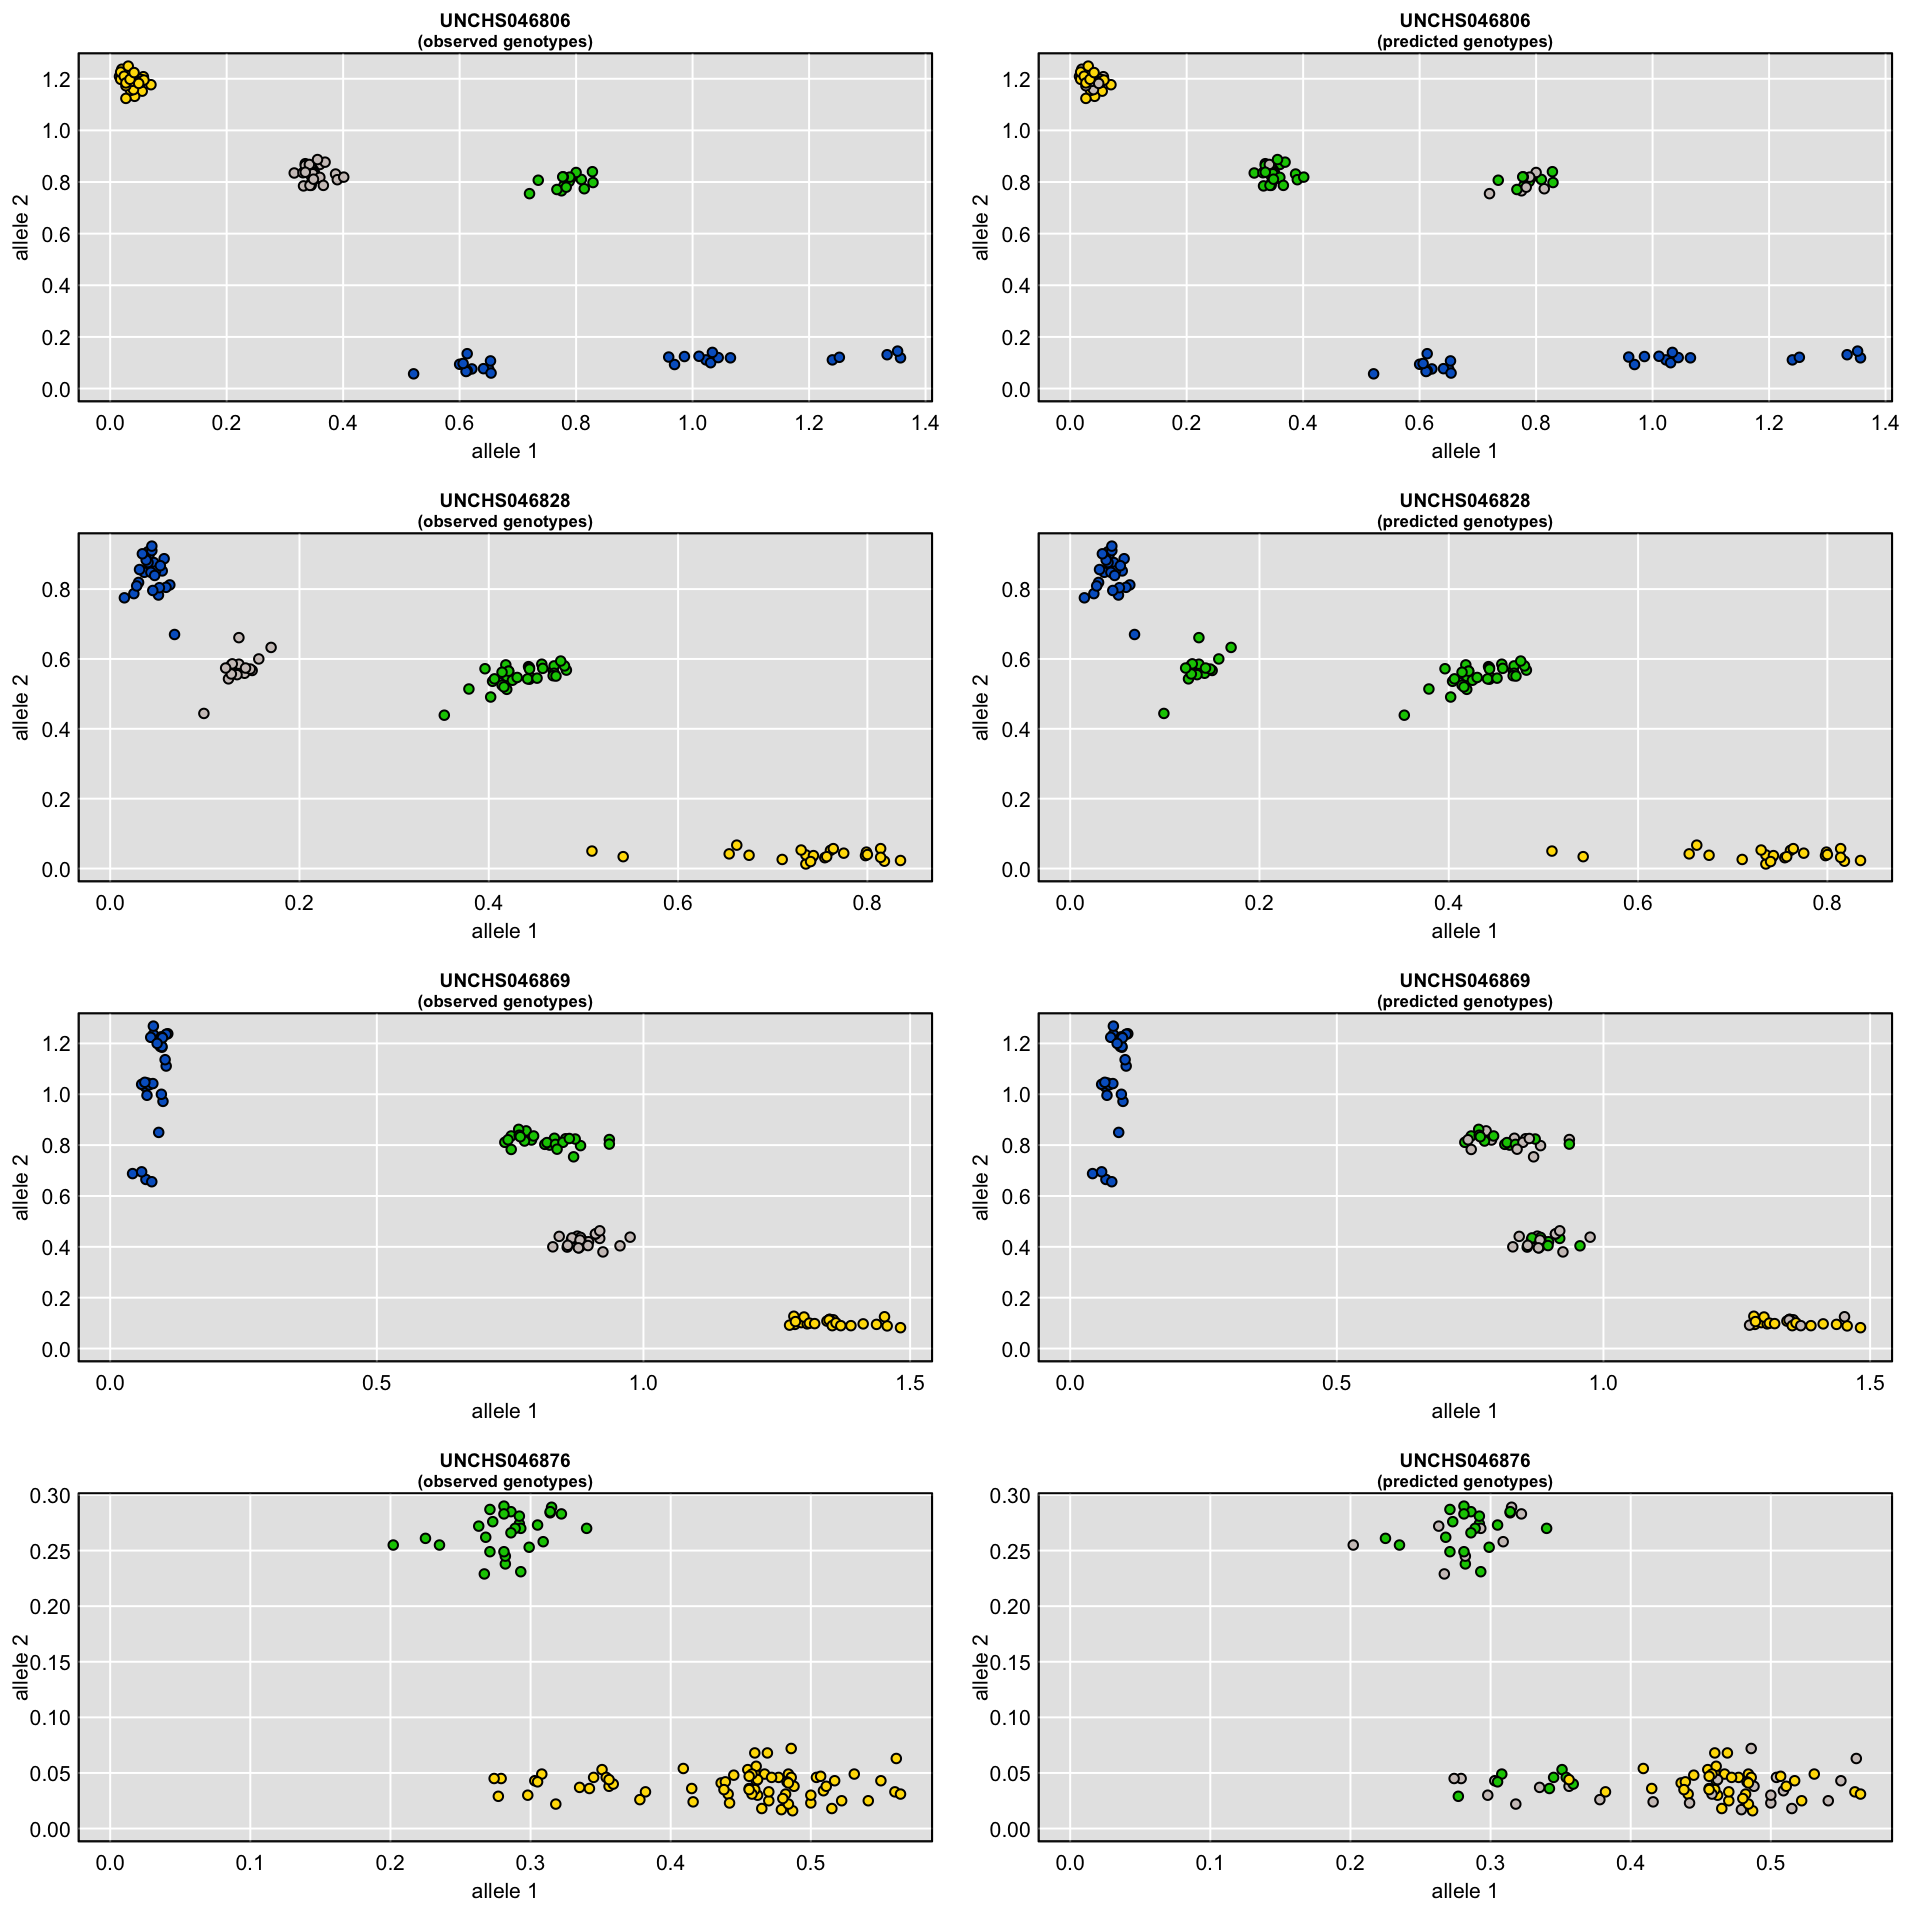 UNCHS046806
(observed genotypes)
allele 2
1.2
1.0
0.8
0.6
0.4
0.2
0.0
0.0 0.2 0.4 0.6 0.8 1.0 1.2 1.4
allele 1
UNCHS046806
(predicted genotypes)
allele 2
1.2
1.0
0.8
0.6
0.4
0.2
0.0
0.0 0.2 0.4 0.6 0.8 1.0 1.2 1.4
allele 1
UNCHS046828
(observed genotypes)
allele 2
0.8
0.6
0.4
0.2
0.0
0.0 0.2 0.4 0.6 0.8
allele 1
UNCHS046828
(predicted genotypes)
allele 2
0.8
0.6
0.4
0.2
0.0
0.0 0.2 0.4 0.6 0.8
allele 1
UNCHS046869
(observed genotypes)
allele 2
1.2
1.0
0.8
0.6
0.4
0.2
0.0
0.0 0.5 1.0 1.5
allele 1
UNCHS046869
(predicted genotypes)
allele 2
1.2
1.0
0.8
0.6
0.4
0.2
0.0
0.0 0.5 1.0 1.5
allele 1
UNCHS046876
(observed genotypes)
allele 2
0.30
0.25
0.20
0.15
0.10
0.05
0.00
0.0 0.1 0.2 0.3 0.4 0.5
allele 1
UNCHS046876
(predicted genotypes)
allele 2
0.30
0.25
0.20
0.15
0.10
0.05
0.00
0.0 0.1 0.2 0.3 0.4 0.5
allele 1